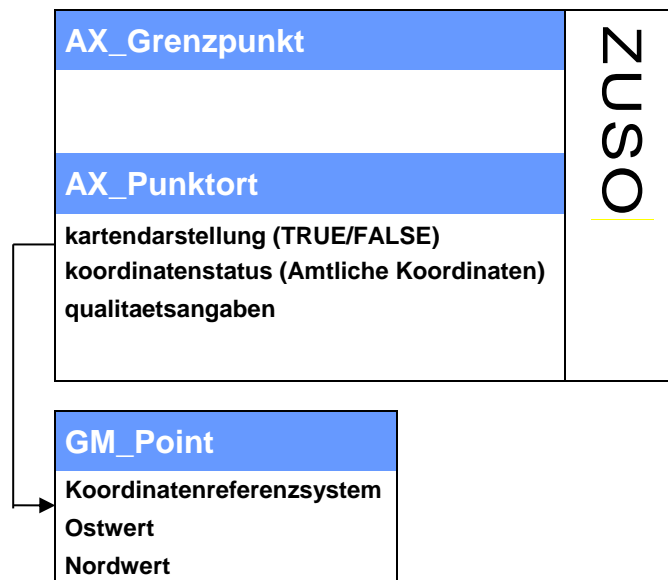 AX_Grenzpunkt
ZUSO
AX_Punktort
kartendarstellung (TRUE/FALSE)
koordinatenstatus (Amtliche Koordinaten)
qualitaetsangaben
GM_Point
Koordinatenreferenzsystem
Ostwert
Nordwert